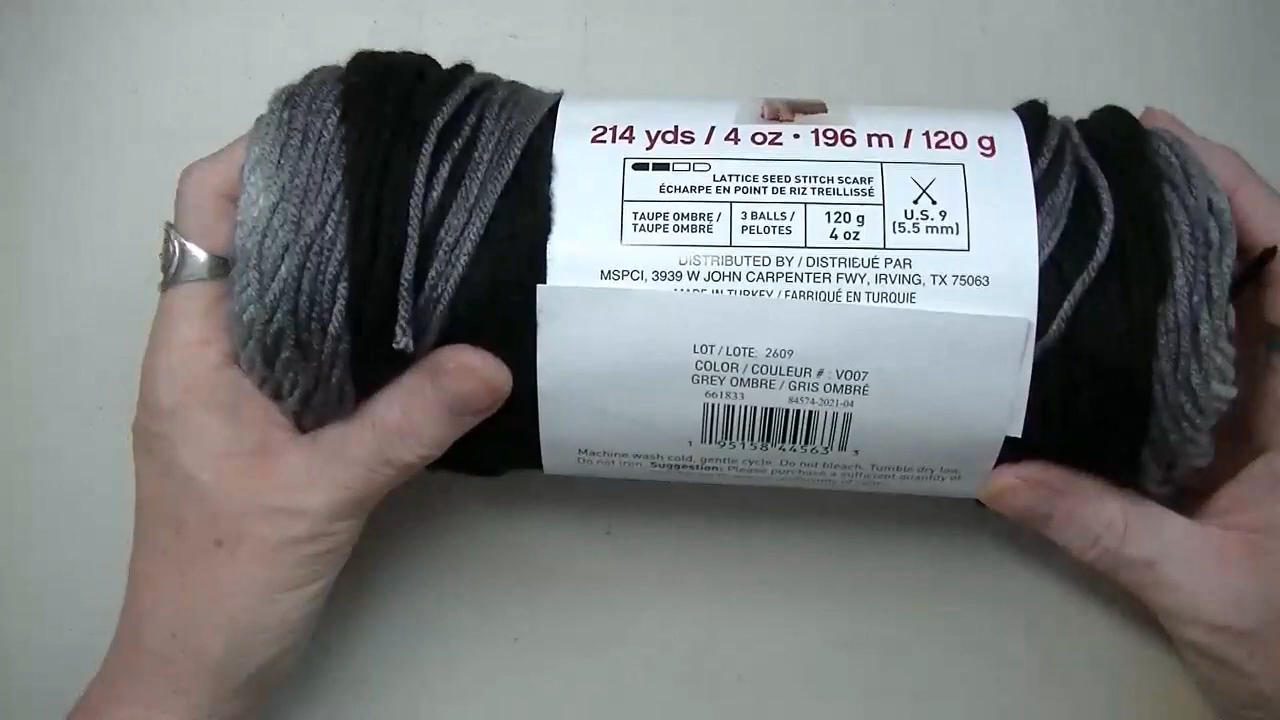 214 yds / 4 oz • 196 m / 120 g
LATTICE SEED STITCH SCARF
ÉCHARPE EN POINT DE RIZ TREILLISSÉ
TAUPE OMBRE / TAUPE OMBRÉ
3 BALLS / PELOTES
120 g
4 oz
U.S. 9
(5.5 mm)
DISTRIBUTED BY / DISTRIEUÉ PAR
MSPCI, 3939 W JOHN CARPENTER FWY, IRVING, TX 75063
MADE IN TURKEY / FABRIQUÉ EN TURQUIE
LOT / LOTE: 2609
COLOR / COULEUR # : VO07
GREY OMBRE / GRIS OMBRÉ
661833 84574-2021-04
1 95158 44563 3
Machine wash cold, gentle cycle. Do not bleach. Tumble dry low.
Do not iron. Suggestion: Please purchase a sufficient quantity of